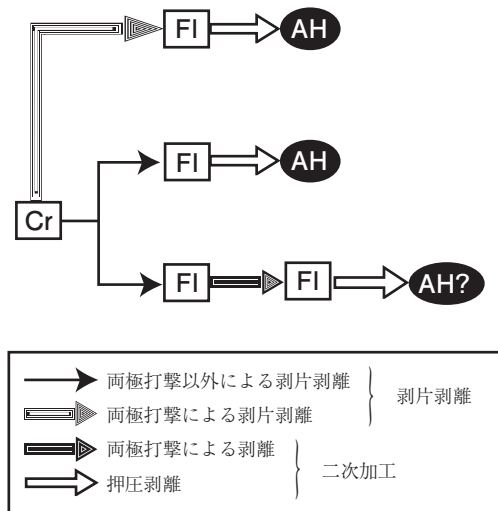 Fl AH
Fl AH
Cr
Fl Fl AH?
両極打撃以外による剥片剥離
両極打撃による剥片剥離
剥片剥離
両極打撃による剥離
押圧剥離
二次加工